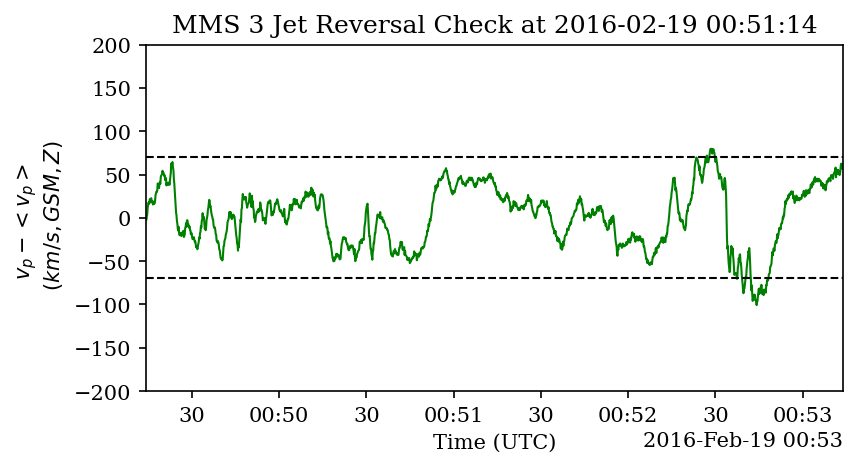 MMS 3 Jet Reversal Check at 2016-02-19 00:51:14
200
150
100
50
0
−50
−100
−150
−200
v_p − < v_p >
(km/s, GSM, Z)
30 00:50 30 00:51 30 00:52 30 00:53
Time (UTC)
2016-Feb-19 00:53